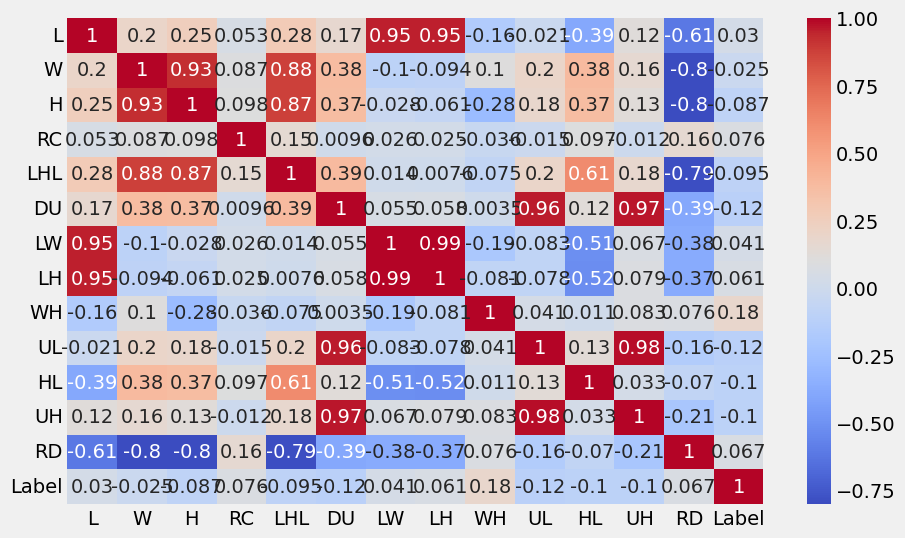 L 1 0.2 0.25 0.053 0.28 0.17 0.95 0.95 -0.16 -0.021 -0.39 0.12 -0.61 0.03
W 0.2 1 0.93 0.087 0.88 0.38 -0.1 -0.094 0.1 0.2 0.38 0.16 -0.8 -0.025
H 0.25 0.93 1 0.098 0.87 0.37 -0.028 -0.061 -0.28 0.18 0.37 0.13 -0.8 -0.087
RC 0.053 0.087 0.098 1 0.15 0.0096 0.026 0.025 -0.036 -0.015 0.097 -0.012 0.16 0.076
LHL 0.28 0.88 0.87 0.15 1 0.39 0.014 0.0076 -0.075 0.2 0.61 0.18 -0.79 -0.095
DU 0.17 0.38 0.37 0.0096 0.39 1 0.055 0.058 0.0035 0.96 0.12 0.97 -0.39 -0.12
LW 0.95 -0.1 -0.028 0.026 0.014 0.055 1 0.99 -0.19 -0.083 -0.51 0.067 -0.38 0.041
LH 0.95 -0.094 -0.061 0.025 0.0076 0.058 0.99 1 -0.081 -0.078 -0.52 0.079 -0.37 0.061
WH -0.16 0.1 -0.28 -0.036 -0.075 0.0035 -0.19 -0.081 1 0.041 0.011 0.083 0.076 0.18
UL -0.021 0.2 0.18 -0.015 0.2 0.96 -0.083 -0.078 0.041 1 0.13 0.98 -0.16 -0.12
HL -0.39 0.38 0.37 0.097 0.61 0.12 -0.51 -0.52 0.011 0.13 1 0.033 -0.07 -0.1
UH 0.12 0.16 0.13 -0.012 0.18 0.97 0.067 0.079 0.083 0.98 0.033 1 -0.21 -0.1
RD -0.61 -0.8 -0.8 0.16 -0.79 -0.39 -0.38 -0.37 0.076 -0.16 -0.07 -0.21 1 0.067
Label 0.03 -0.025 -0.087 0.076 -0.095 -0.12 0.041 0.061 0.18 -0.12 -0.1 -0.1 0.067 1
L W H RC LHL DU LW LH WH UL HL UH RD Label
1.00
0.75
0.50
0.25
0.00
−0.25
−0.50
−0.75